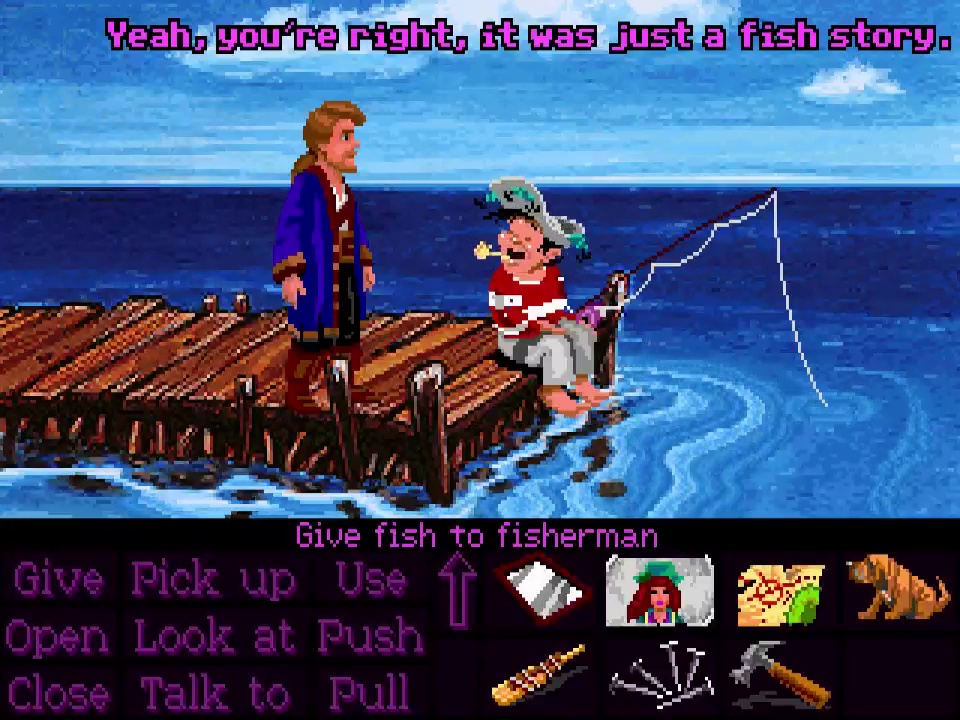 Yeah, you're right, it was just a fish story.
Give fish to fisherman
Give Pick up Use
Open Look at Push
Close Talk to Pull